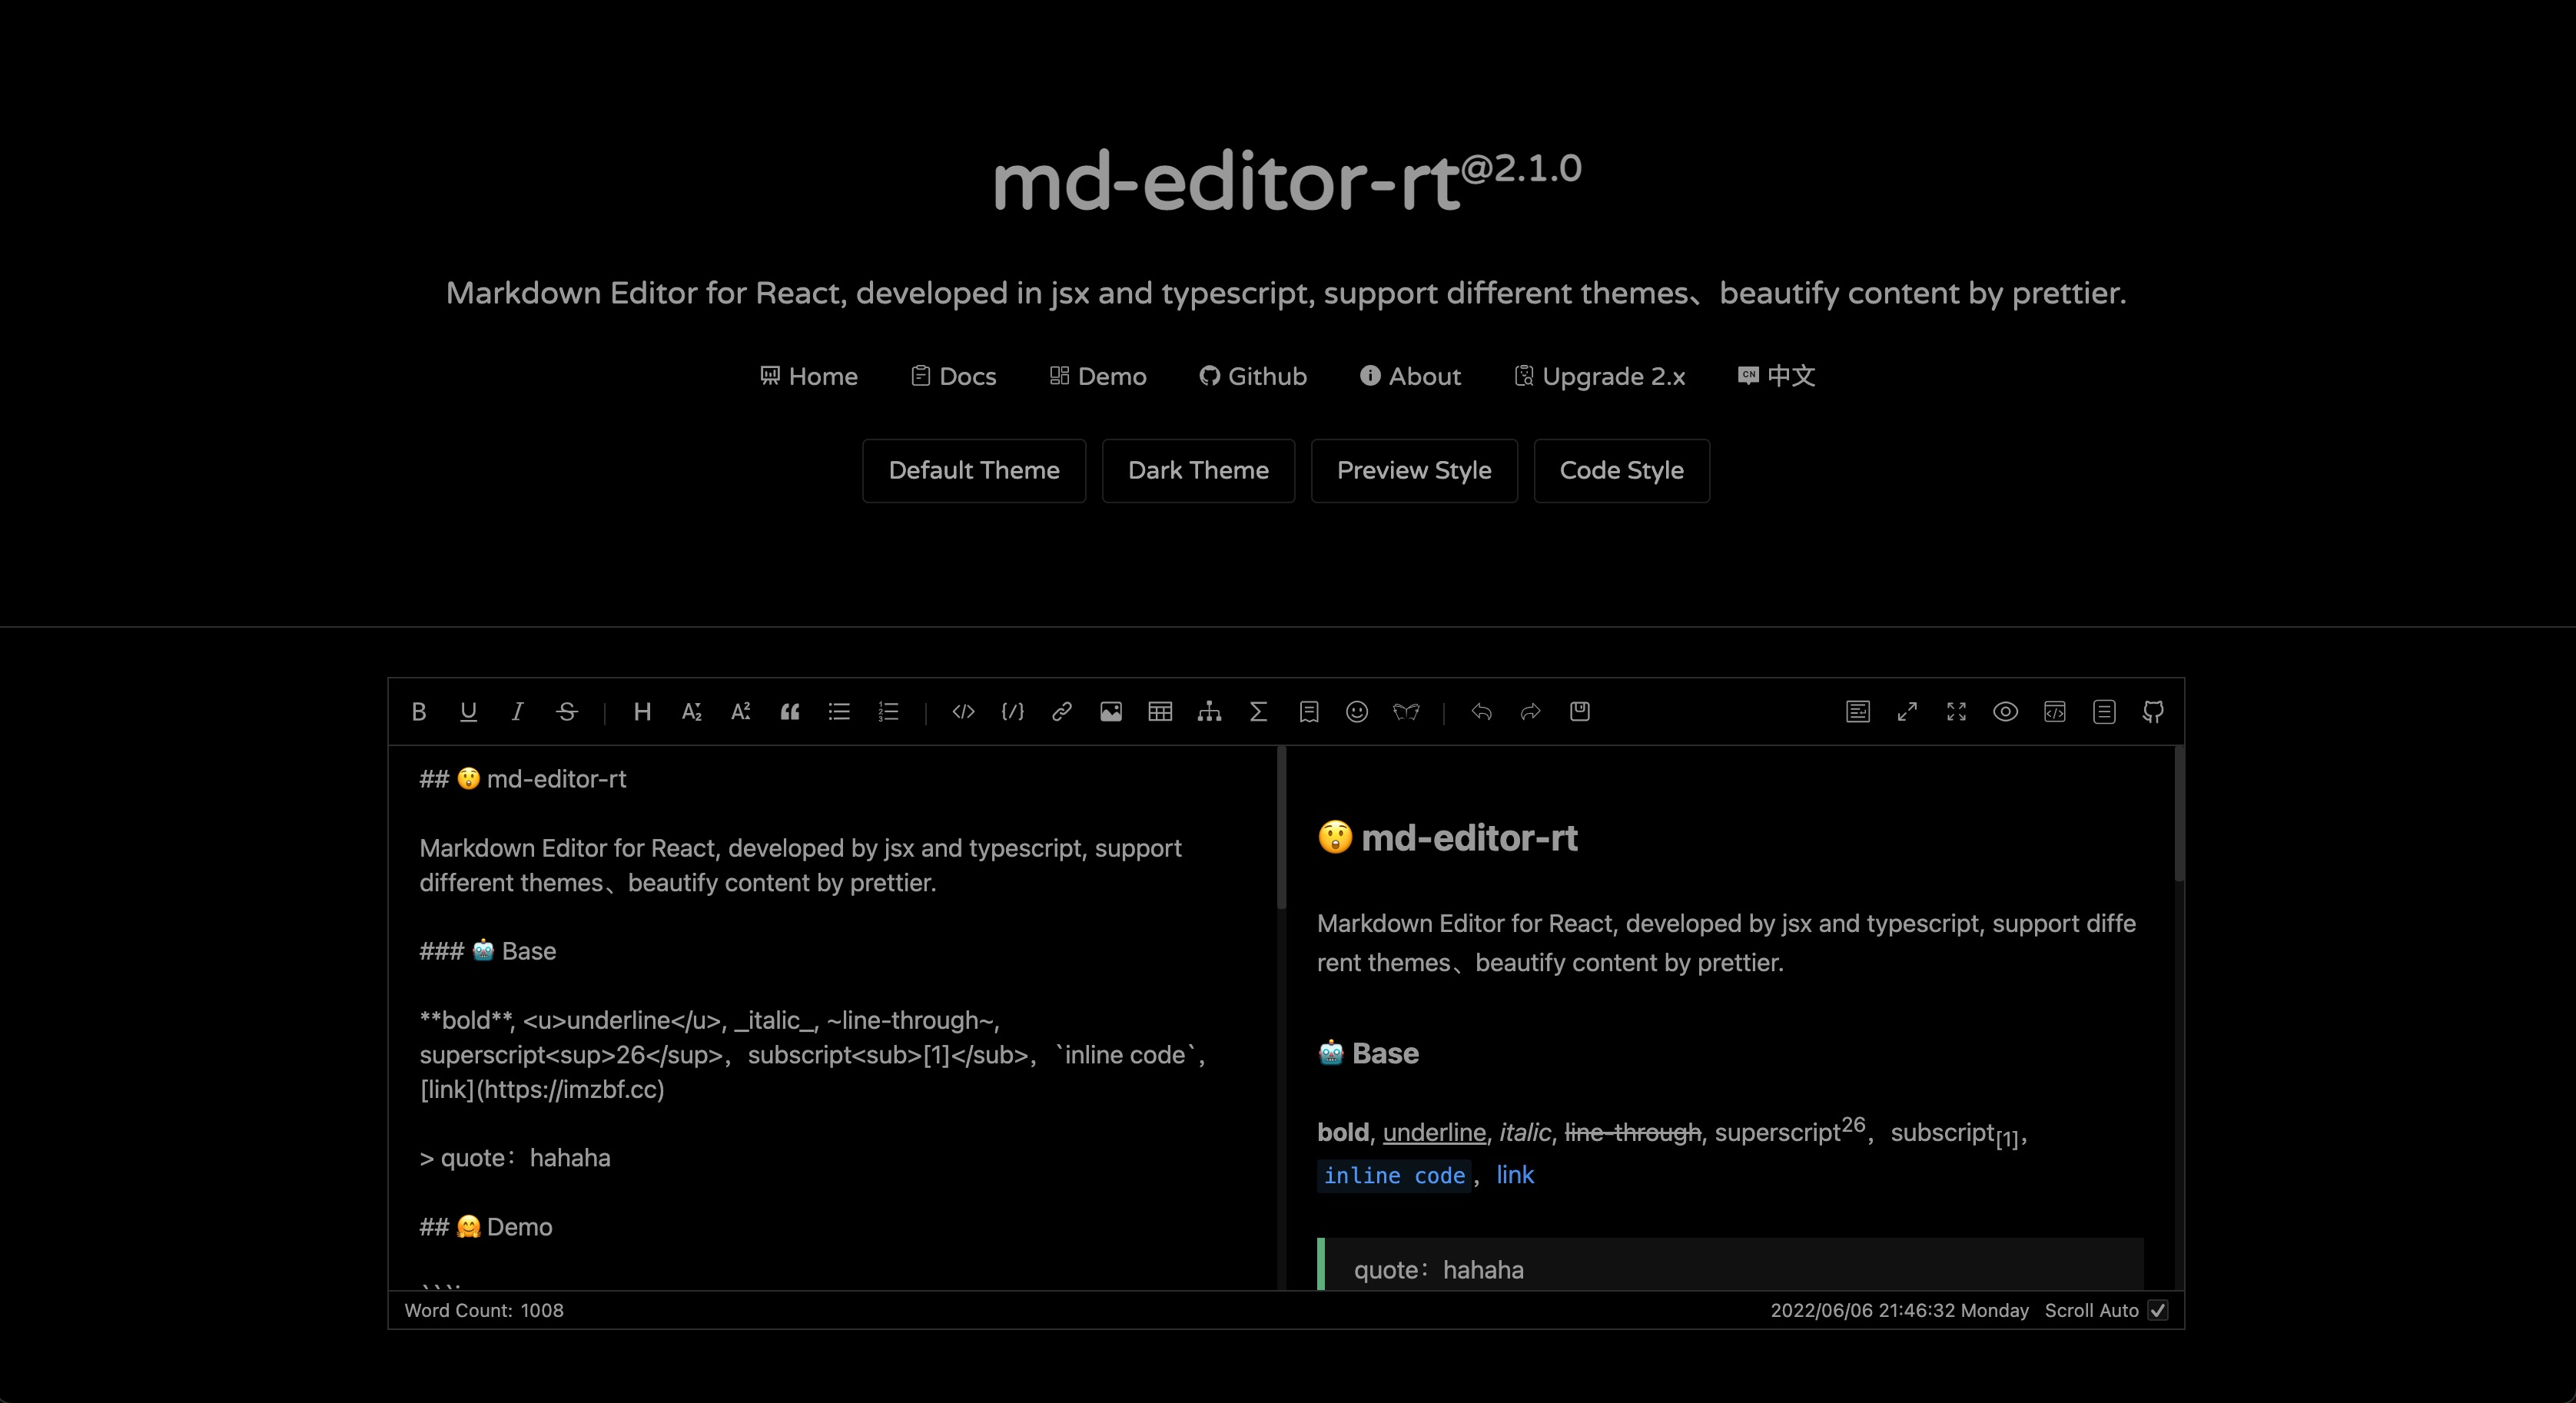 md-editor-rt@2.1.0
Markdown Editor for React, developed in jsx and typescript, support different themes、beautify content by prettier.
Home Docs Demo Github About Upgrade 2.x CN 中文
Default Theme Dark Theme Preview Style Code Style
## 😲 md-editor-rt
Markdown Editor for React, developed by jsx and typescript, support
different themes、beautify content by prettier.
### 🤖 Base
**bold**, <u>underline</u>, _italic_, ~line-through~,
superscript<sup>26</sup>，subscript<sub>[1]</sub>，`inline code`，
[link](https://imzbf.cc)
> quote：hahaha
## 🤗 Demo
😲 md-editor-rt
Markdown Editor for React, developed by jsx and typescript, support diffe
rent themes、beautify content by prettier.
🤖 Base
bold, underline, italic, line-through, superscript26，subscript[1]，
inline code，link
quote：hahaha
Word Count: 1008
2022/06/06 21:46:32 Monday Scroll Auto